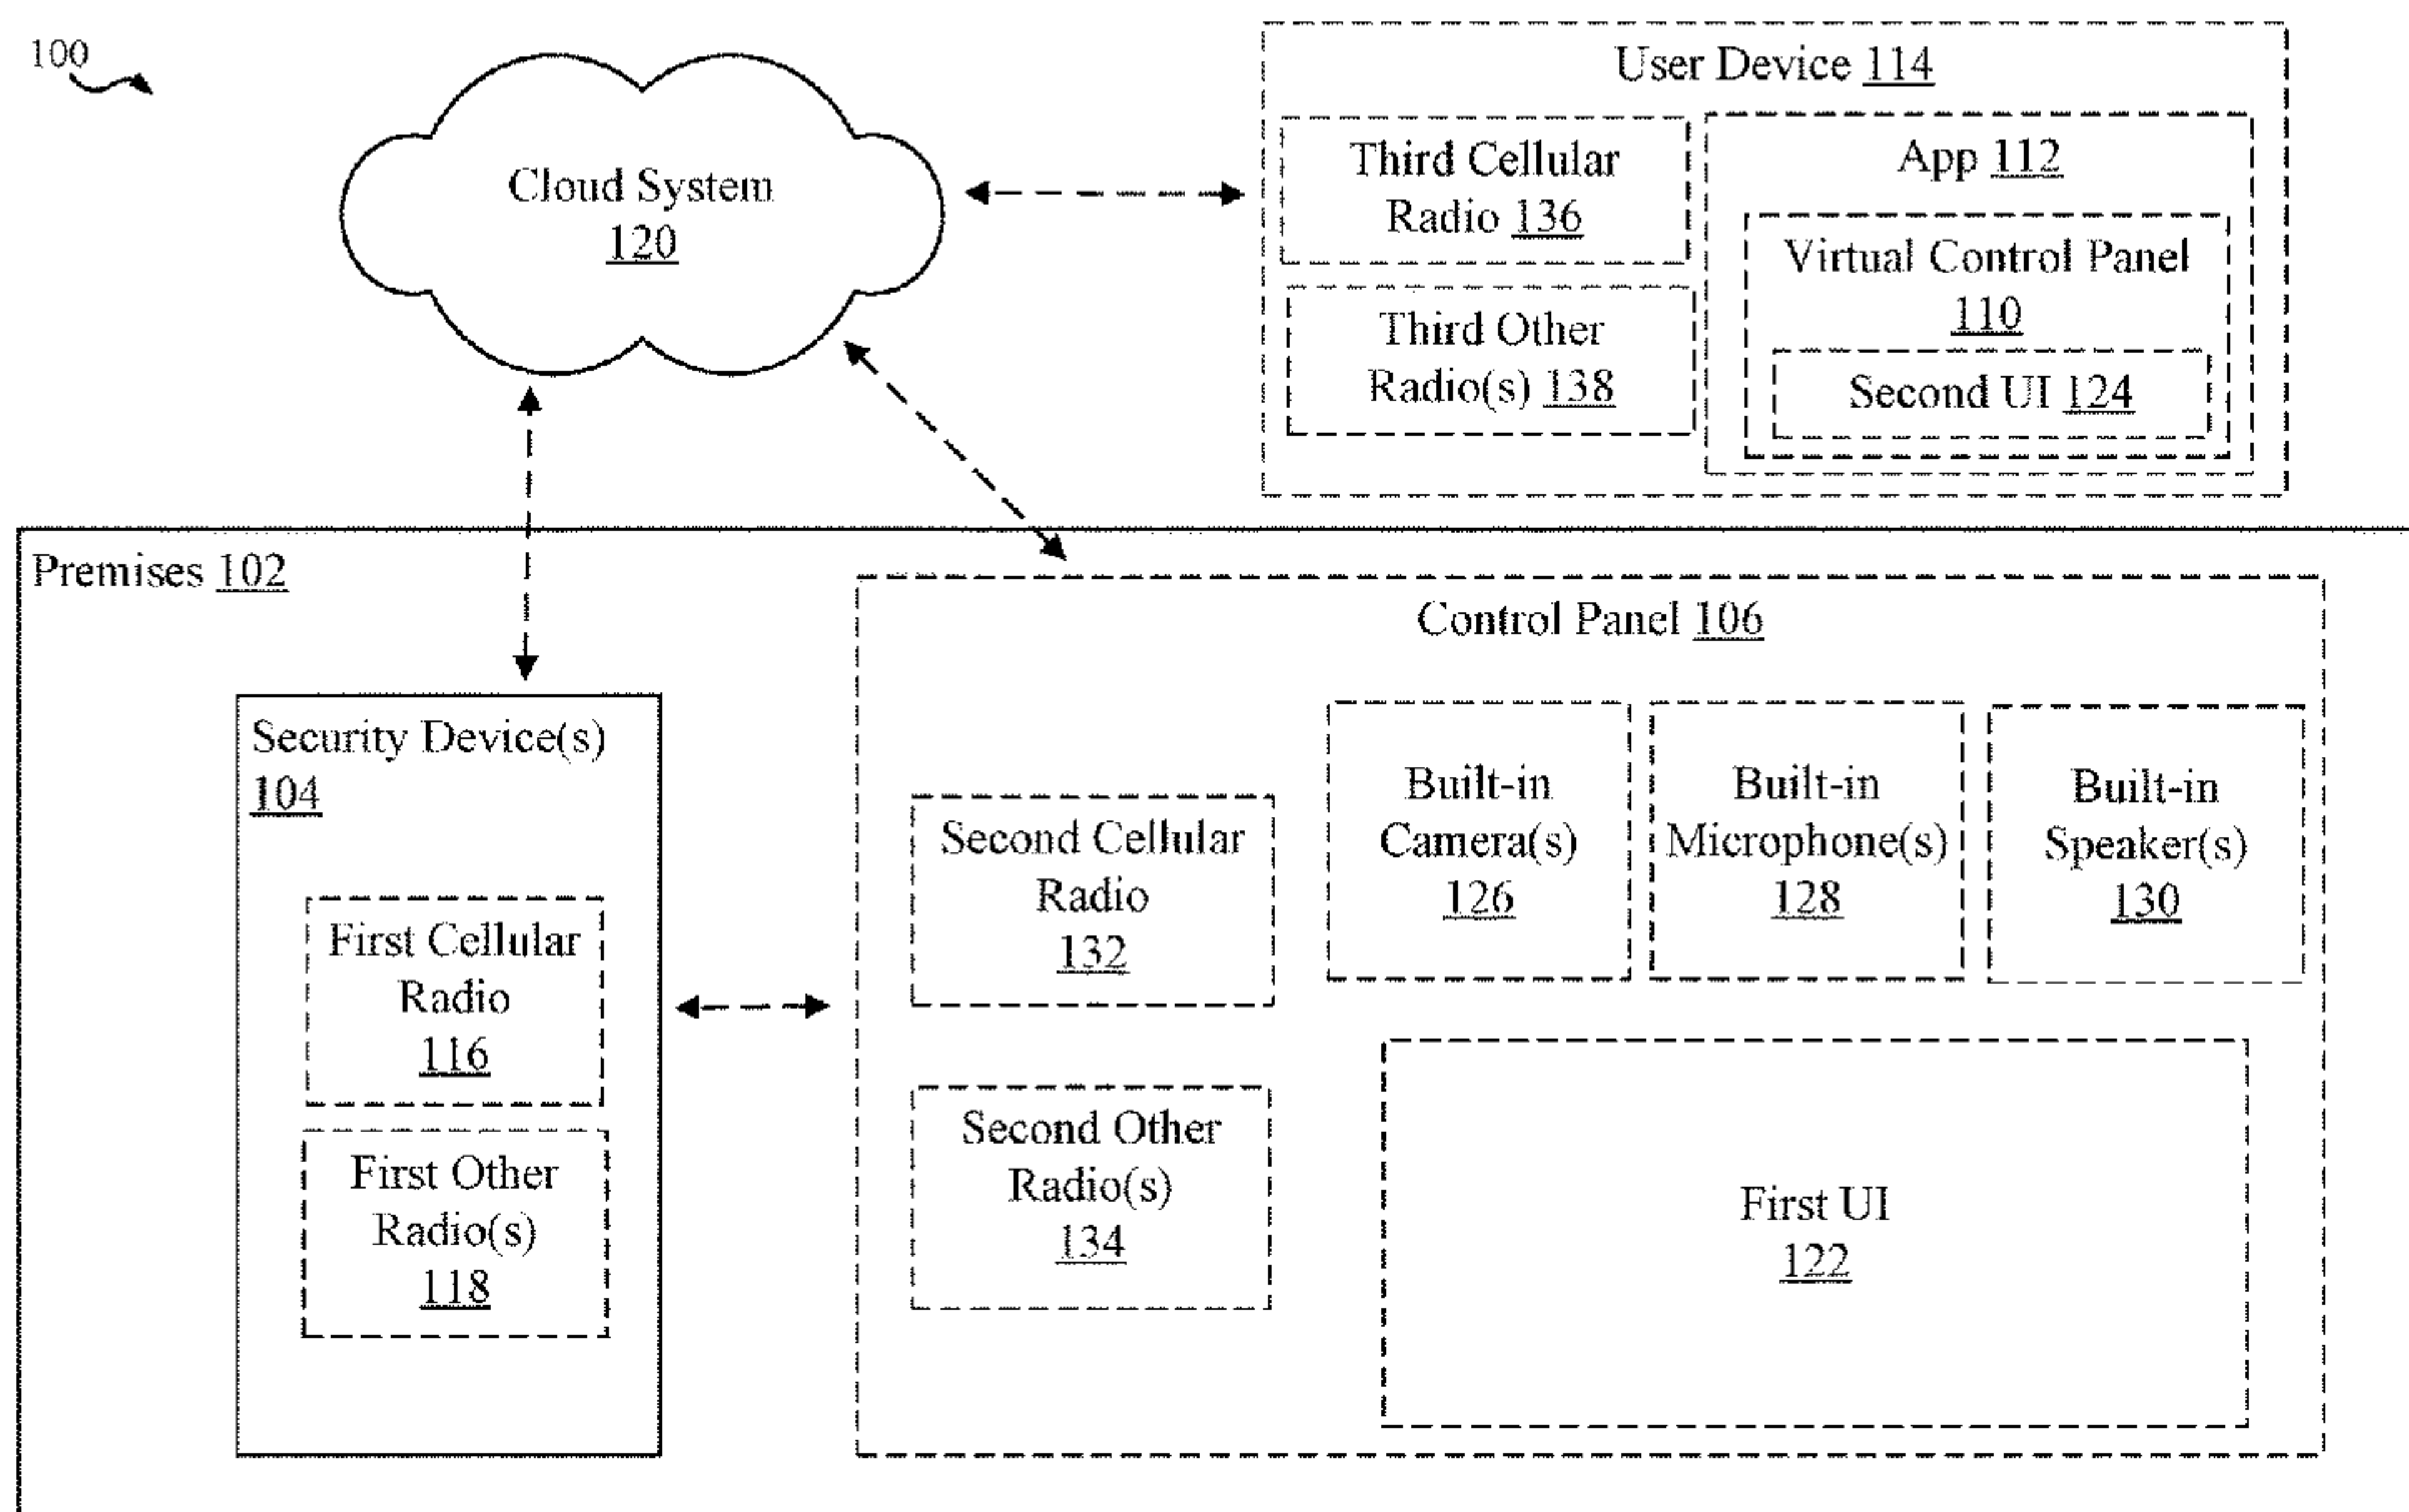 100
Cloud System
120
User Device 114
Third Cellular
Radio 136
Third Other
Radio(s) 138
App 112
Virtual Control Panel
110
Second UI 124
Premises 102
Security Device(s)
104
First Cellular
Radio
116
First Other
Radio(s)
118
Control Panel 106
Second Cellular
Radio
132
Second Other
Radio(s)
134
Built-in
Camera(s)
126
Built-in
Microphone(s)
128
Built-in
Speaker(s)
130
First UI
122